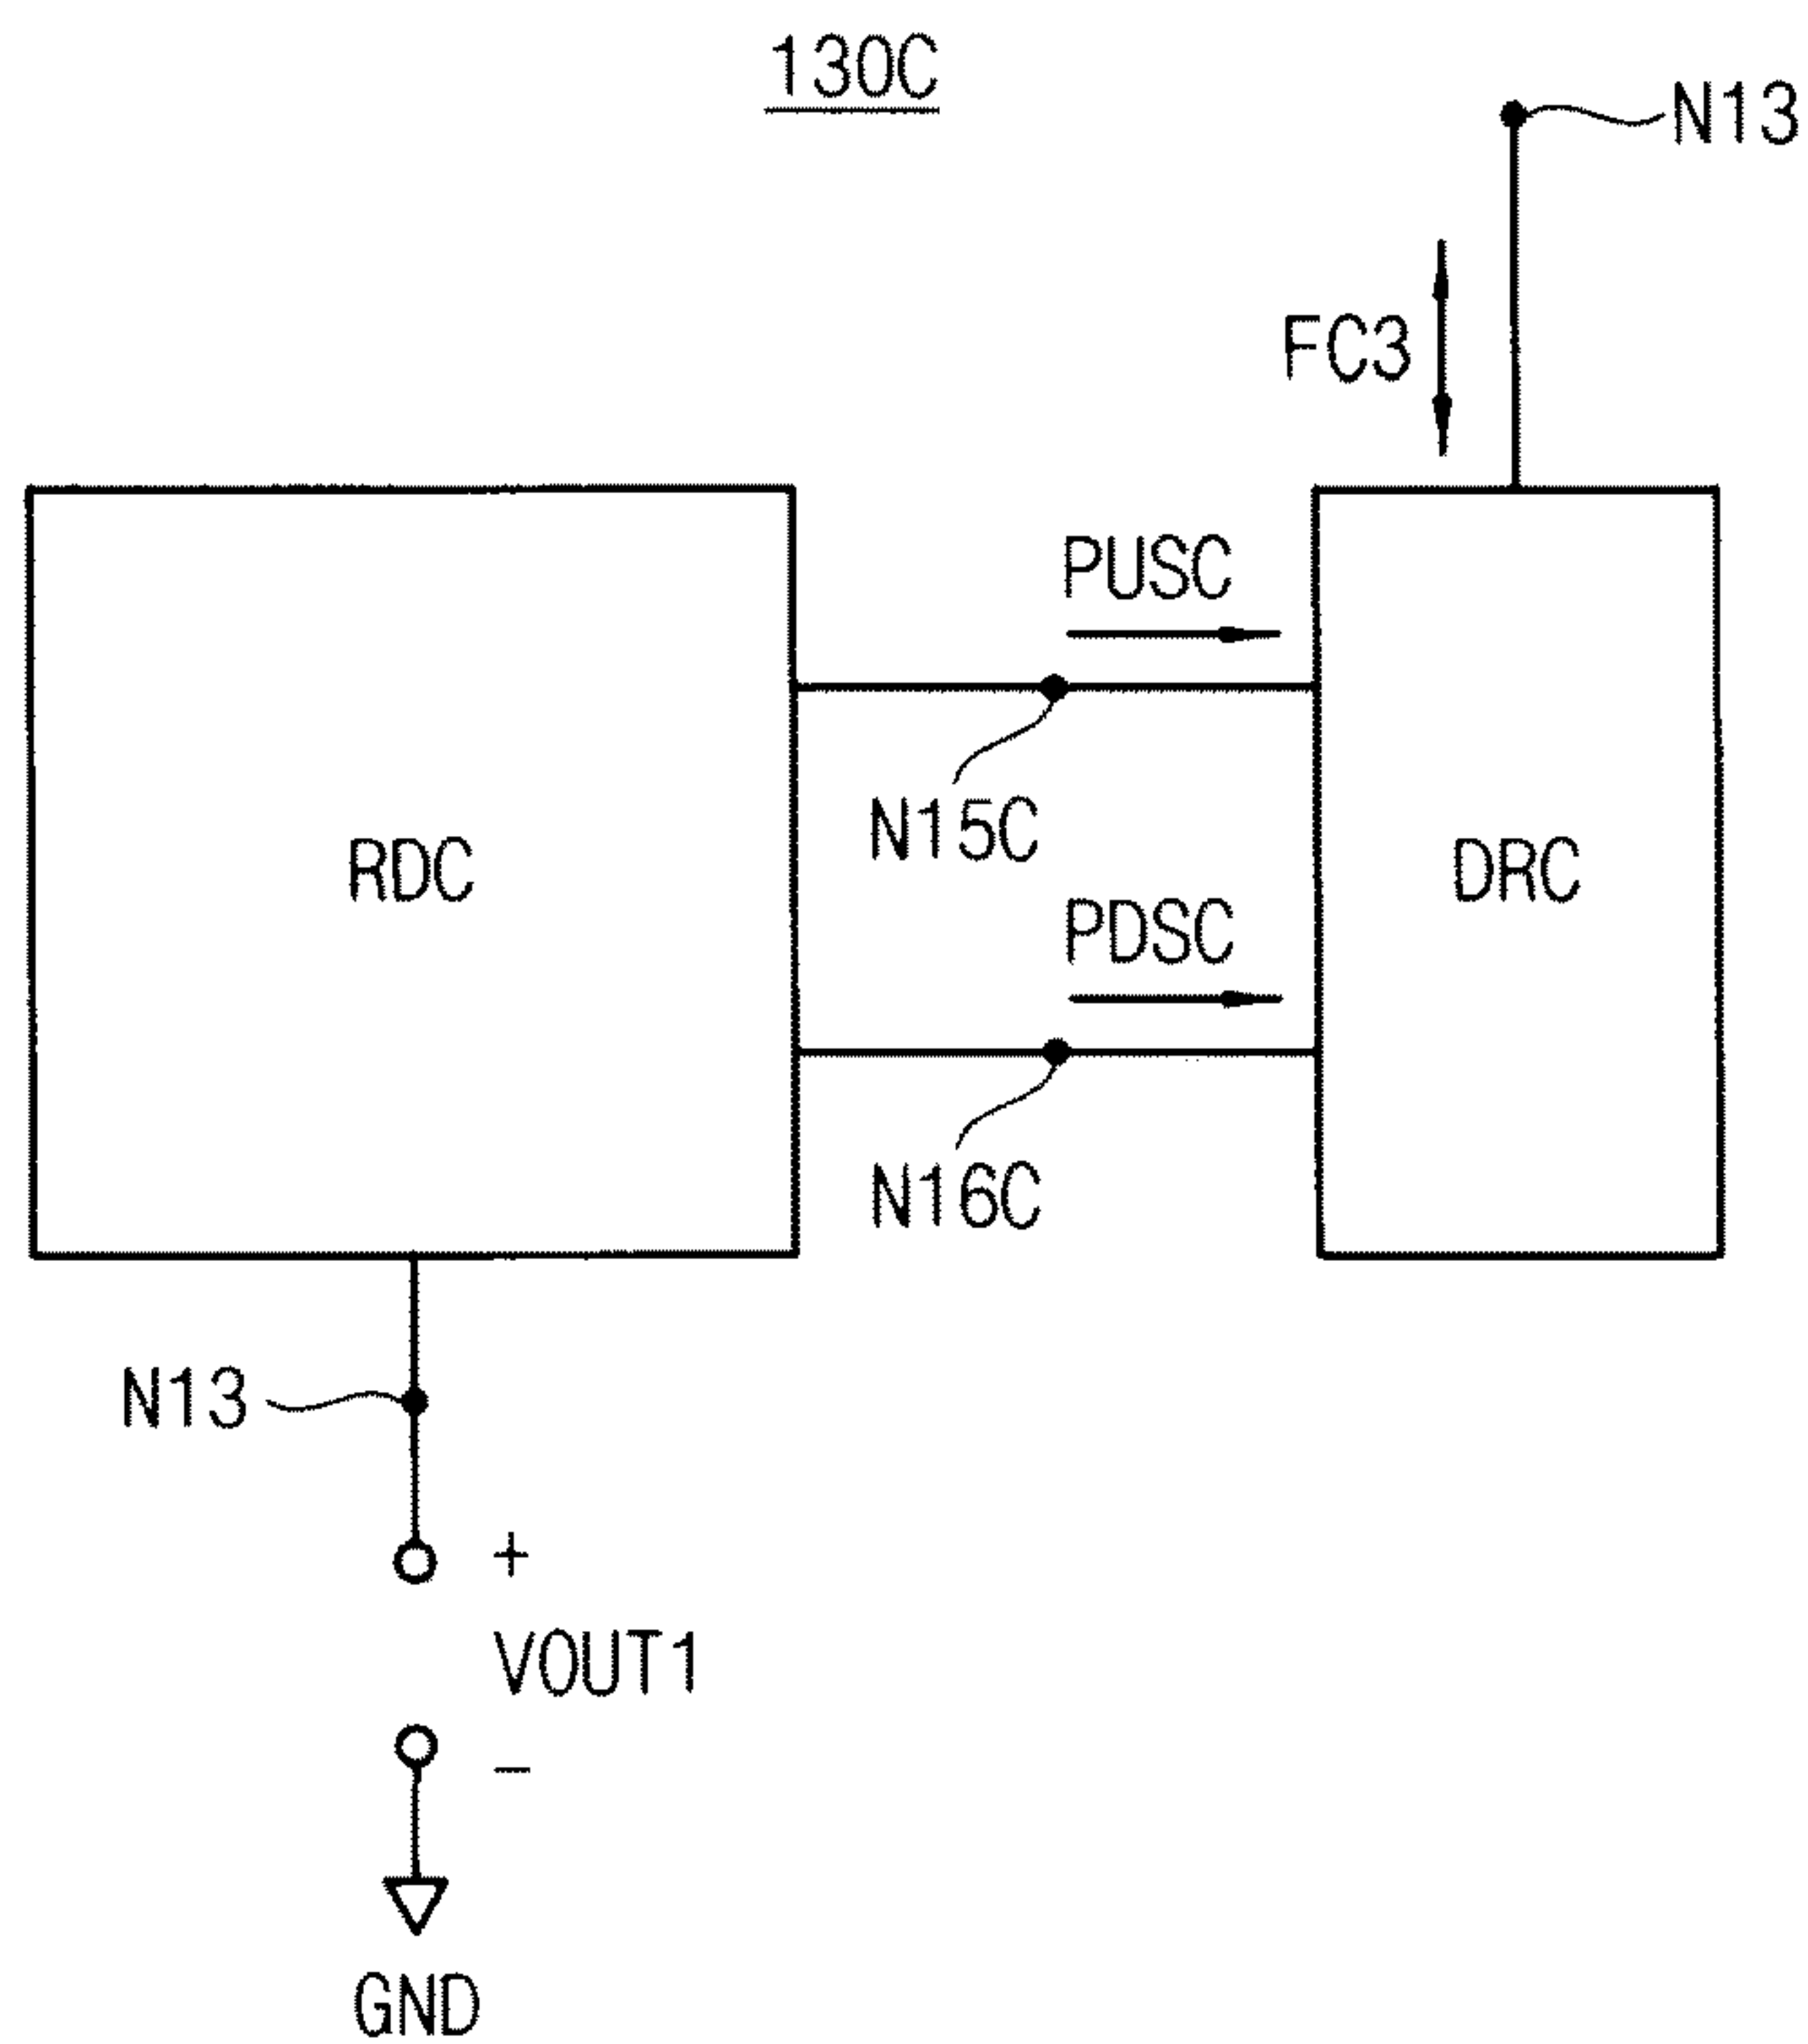 130C
N13
FC3
PUSC
N15C
RDC
DRC
PDSC
N16C
N13
+
VOUT1
−
GND